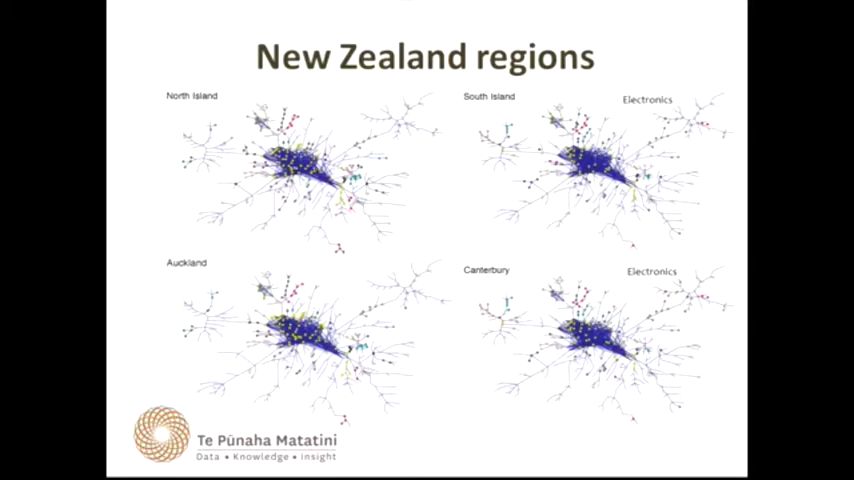 New Zealand regions
North Island
South Island
Electronics
Auckland
Canterbury
Electronics
Te Pūnaha Matatini
Data • Knowledge • Insight